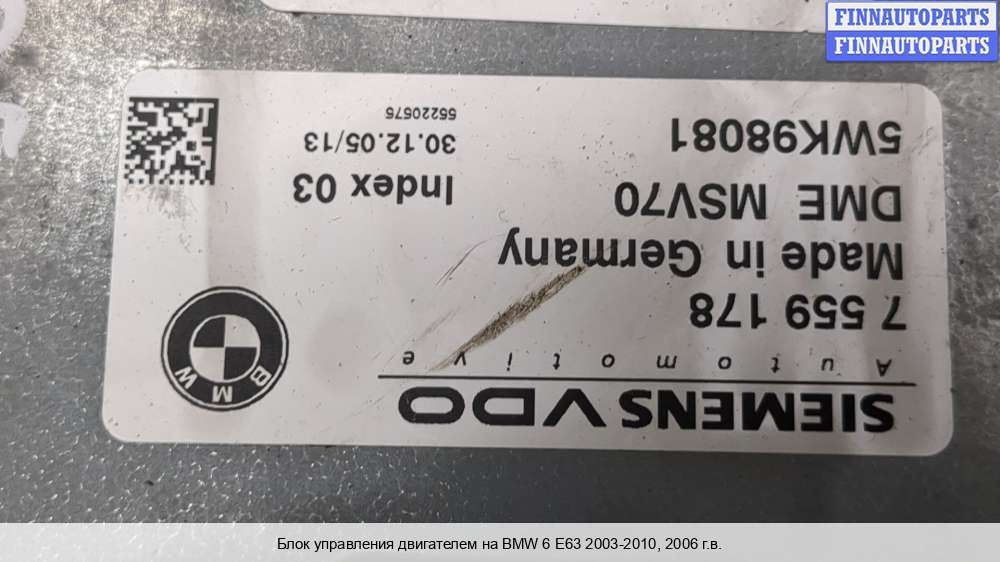 FINNAUTOPARTS
FINNAUTOPARTS
SIEMENS VDO
Automotive
7 559 178
Made in Germany
DME MSV70
Index 03
5WK98081
30.12.05/13
55220575
BMW
Блок управления двигателем на BMW 6 E63 2003-2010, 2006 г.в.